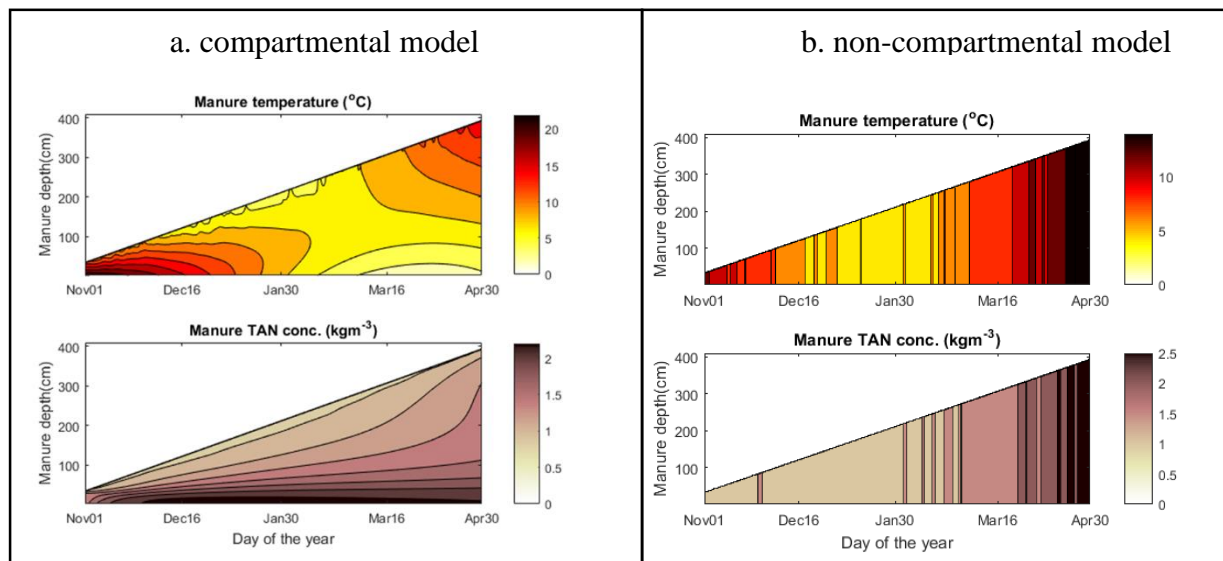 a. compartmental model
Manure temperature (°C)
Manure depth(cm)
400
300
200
100
Nov01 Dec16 Jan30 Mar16 Apr30
20
15
10
5
0
Manure TAN conc. (kgm⁻³)
Manure depth(cm)
400
300
200
100
Nov01 Dec16 Jan30 Mar16 Apr30
Day of the year
2
1.5
1
0.5
0
b. non-compartmental model
Manure temperature (°C)
Manure depth(cm)
400
300
200
100
Nov01 Dec16 Jan30 Mar16 Apr30
10
5
0
Manure TAN conc. (kgm⁻³)
Manure depth(cm)
400
300
200
100
Nov01 Dec16 Jan30 Mar16 Apr30
Day of the year
2.5
2
1.5
1
0.5
0